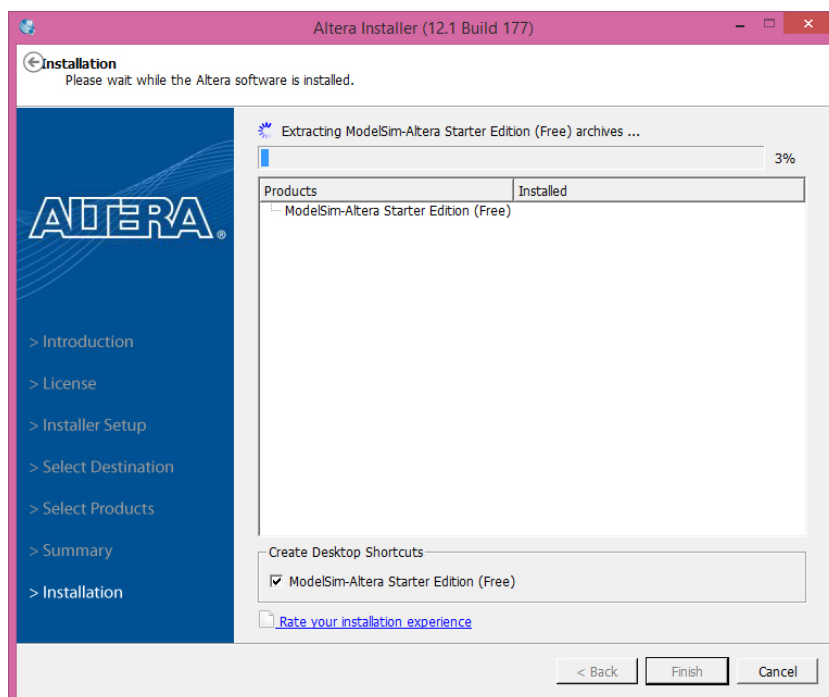 Altera Installer (12.1 Build 177)
Installation
Please wait while the Altera software is installed.
Extracting ModelSim-Altera Starter Edition (Free) archives ...
3%
Products Installed
ModelSim-Altera Starter Edition (Free)
ALTERA®
> Introduction
> License
> Installer Setup
> Select Destination
> Select Products
> Summary
> Installation
Create Desktop Shortcuts
ModelSim-Altera Starter Edition (Free)
Rate your installation experience
< Back Finish Cancel